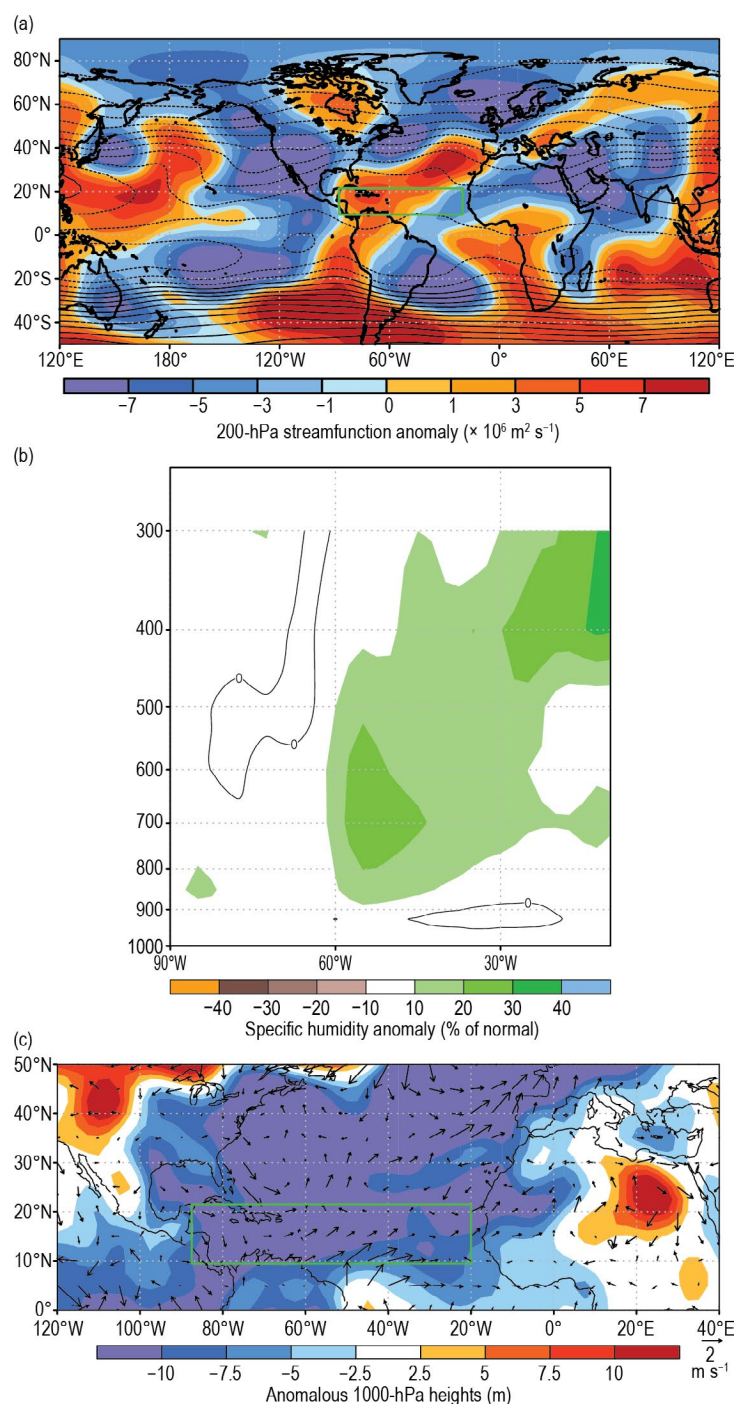 (a)
80°N
60°N
40°N
20°N
0°
20°S
40°S
120°E 180° 120°W 60°W 0° 60°E 120°E
−7 −5 −3 −1 0 1 3 5 7
200-hPa streamfunction anomaly (× 10⁶ m² s⁻¹)
(b)
300
400
500
600
700
800
900
1000
0
0
0
90°W 60°W 30°W
−40 −30 −20 −10 10 20 30 40
Specific humidity anomaly (% of normal)
(c)
50°N
40°N
30°N
20°N
10°N
0°
120°W 100°W 80°W 60°W 40°W 20°W 0° 20°E 40°E
−10 −7.5 −5 −2.5 2.5 5 7.5 10
2
m s⁻¹
Anomalous 1000-hPa heights (m)